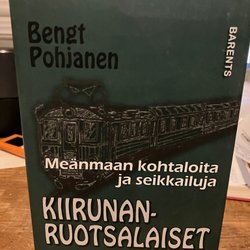 Bengt
Pohjanen
BARENTS
Meänmaan kohtaloita
ja seikkailuja
KIIRUNAN-
RUOTSALAISET